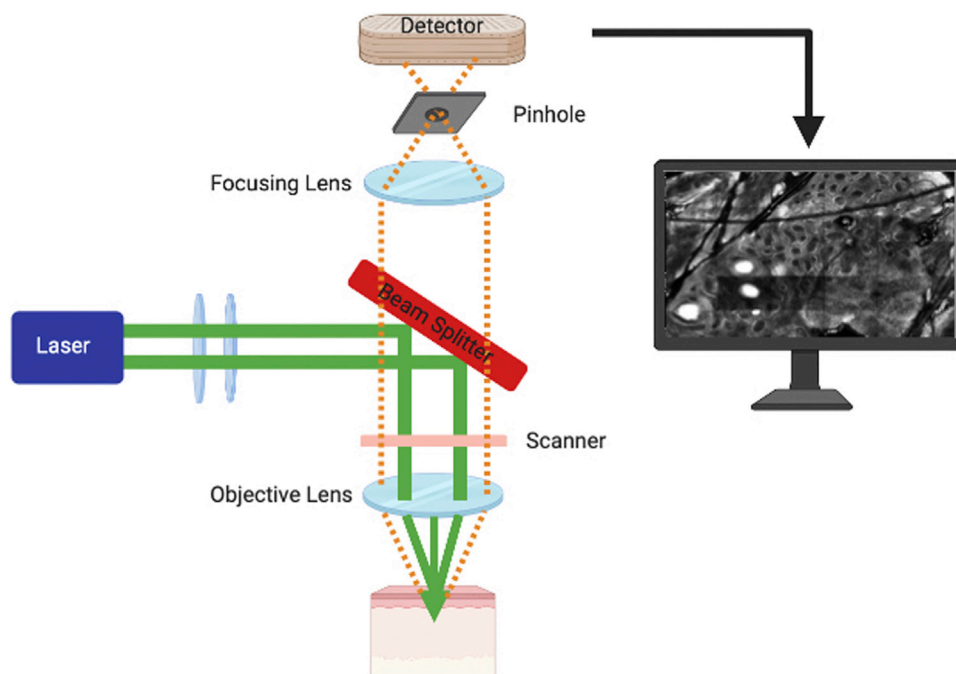 Detector
Pinhole
Focusing Lens
Beam Splitter
Laser
Scanner
Objective Lens